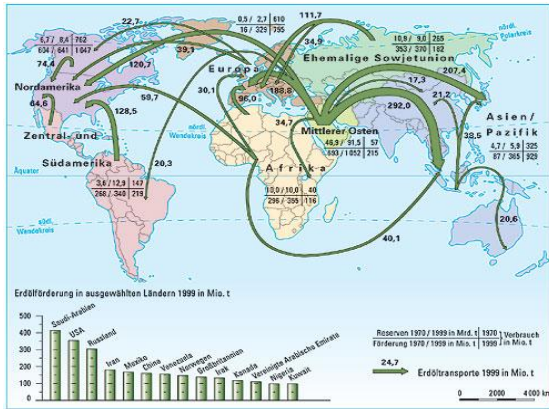 nördl. Polarkreis
0,5 / 2,7 610
16 / 329 755
111,7
22,7
6,7 / 8,4 762
604 / 641 1047
74,4
39,1
34,9
10,9 / 9,0 265
353 / 370 182
Ehemalige Sowjetunion
Europa
120,7
Nordamerika
64,6
59,7
30,1
96,0
188,8
17,3
207,4
292,0
21,2
128,5
34,7
nördl. Wendekreis
Mittlerer Osten
46,9 / 91,5 57
693 / 1052 215
38,5
Asien/
Pazifik
4,7 / 5,9 325
87 / 365 929
Zentral- und
Südamerika
3,6 / 12,9 147
268 / 340 219
20,3
Afrika
10,0 / 10,0 40
296 / 355 116
Äquator
20,6
40,1
südl. Wendekreis
Erdölförderung in ausgewählten Ländern 1999 in Mio. t
500
400
300
200
100
0
Saudi-Arabien
USA
Russland
Iran
Mexiko
China
Venezuela
Norwegen
Großbritannien
Irak
Kanada
Vereinigte Arabische Emirate
Nigeria
Kuwait
Reserven 1970 / 1999 in Mrd. t 1970
Förderung 1970 / 1999 in Mio. t 1999
Verbrauch
in Mio. t
24,7
Erdöltransporte 1999 in Mio. t
0 2000 4000 km